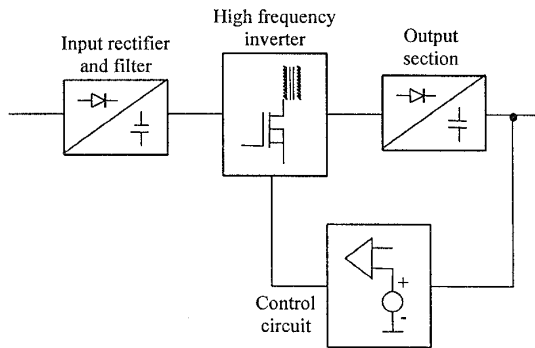 High frequency
inverter
Input rectifier
and filter
Output
section
+
-
Control
circuit